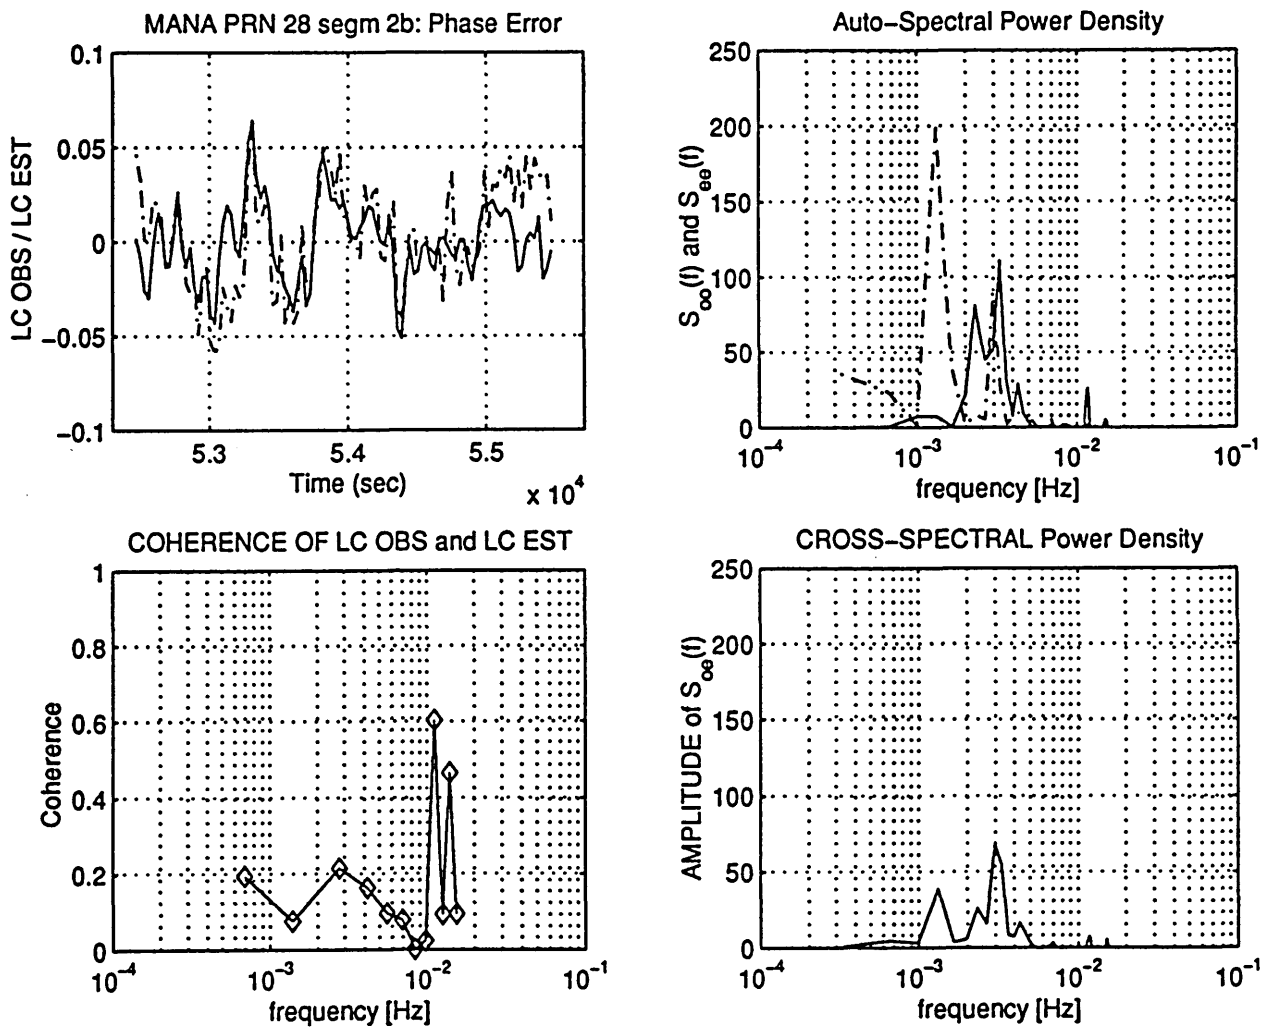 MANA PRN 28 segm 2b: Phase Error
0.1
0.05
0
−0.05
−0.1
LC OBS / LC EST
5.3
5.4
5.5
Time (sec)
x 10^4
Auto−Spectral Power Density
250
200
150
100
50
0
S_oo(f) and S_ee(f)
10^−4
10^−3
10^−2
10^−1
frequency [Hz]
COHERENCE OF LC OBS and LC EST
1
0.8
0.6
0.4
0.2
0
Coherence
10^−4
10^−3
10^−2
10^−1
frequency [Hz]
CROSS−SPECTRAL Power Density
250
200
150
100
50
0
AMPLITUDE of S_oe(f)
10^−4
10^−3
10^−2
10^−1
frequency [Hz]